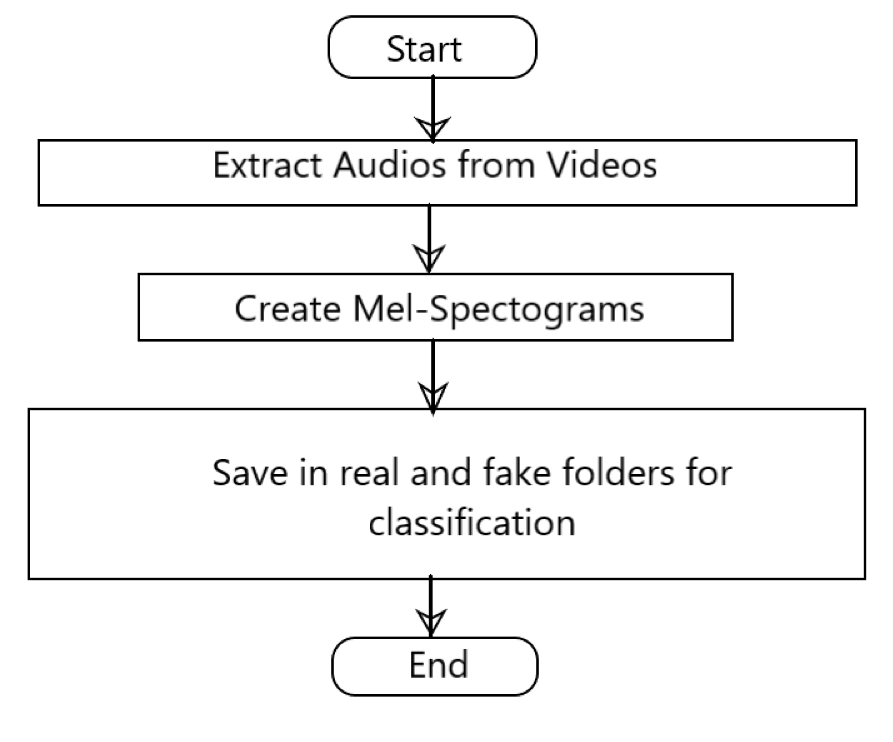 Start
Extract Audios from Videos
Create Mel-Spectograms
Save in real and fake folders for
classification
End